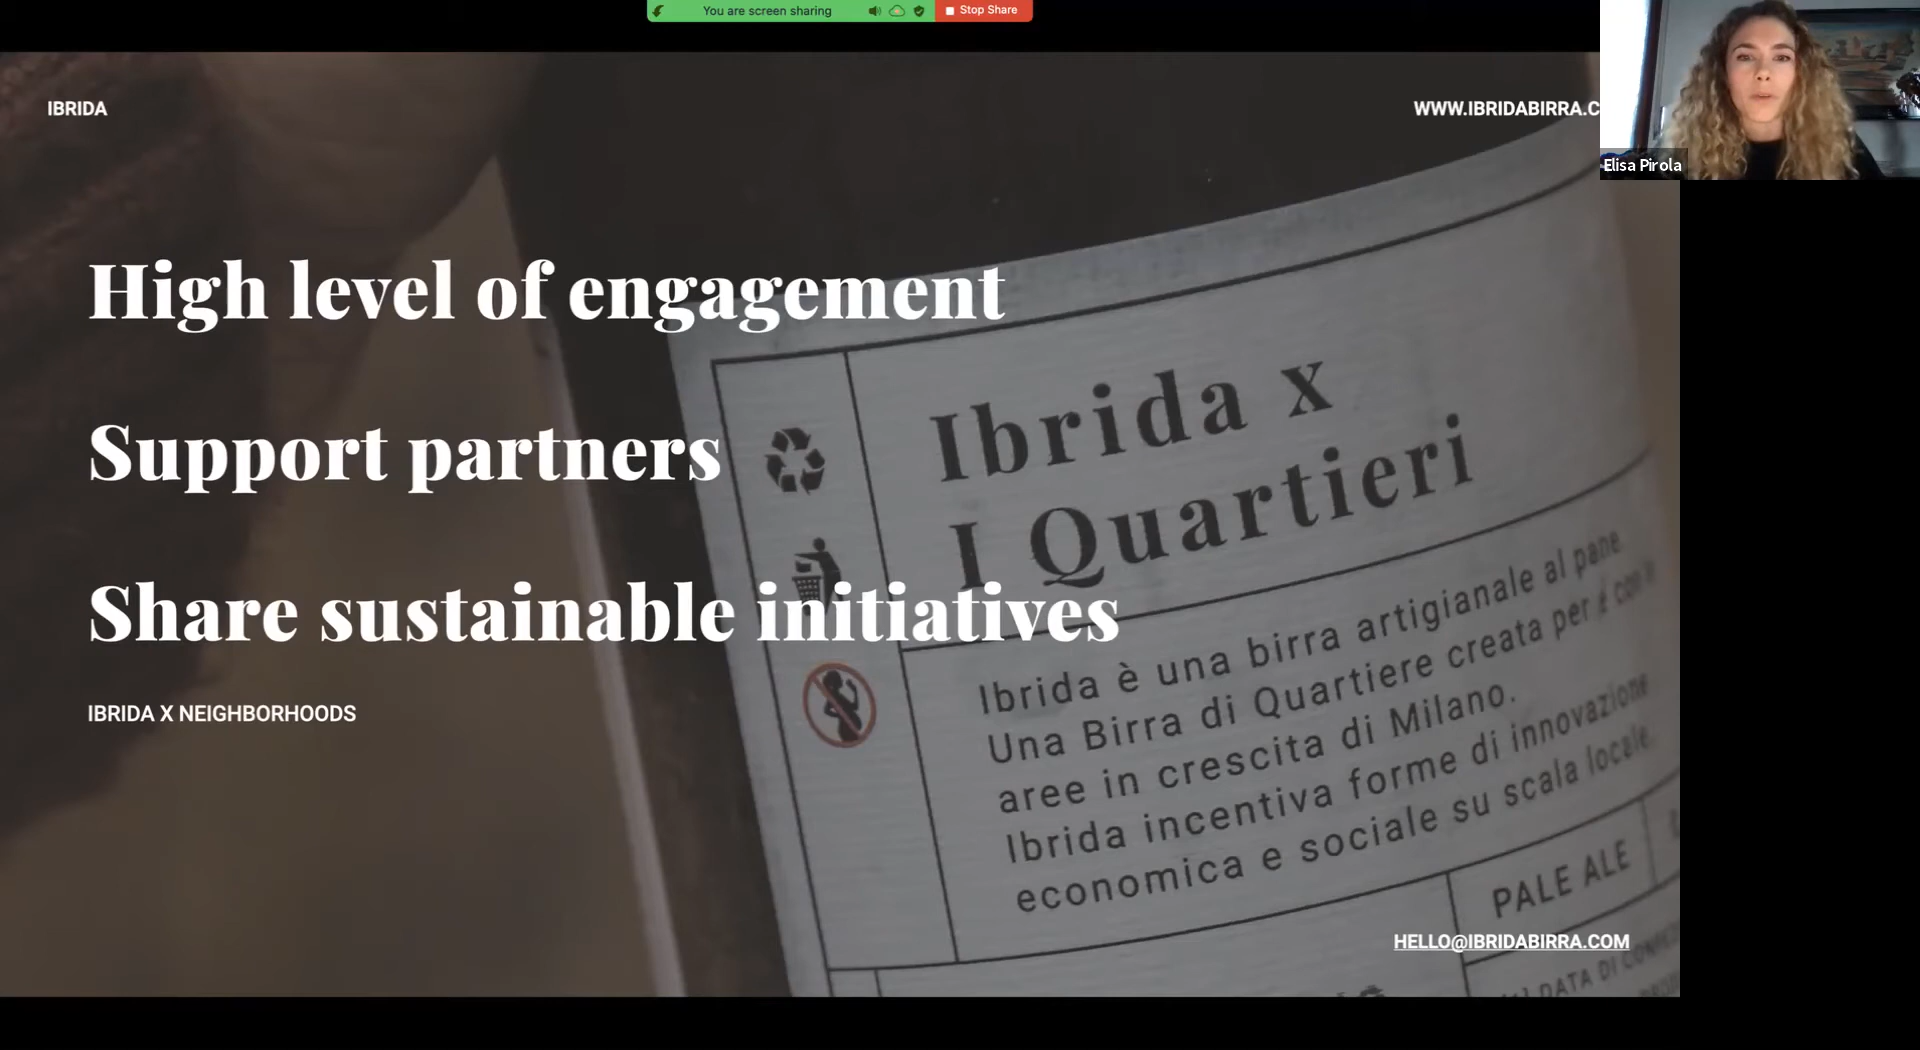 You are screen sharing
Stop Share
IBRIDA
WWW.IBRIDABIRRA.C
Elisa Pirola
High level of engagement
Support partners
Share sustainable initiatives
IBRIDA X NEIGHBORHOODS
Ibrida x
I Quartieri
Ibrida è una birra artigianale al pane
Una Birra di Quartiere creata per
aree in crescita di Milano.
Ibrida incentiva forme di innovazione
economica e sociale su scala locale.
PALE ALE
HELLO@IBRIDABIRRA.COM
DATA DI